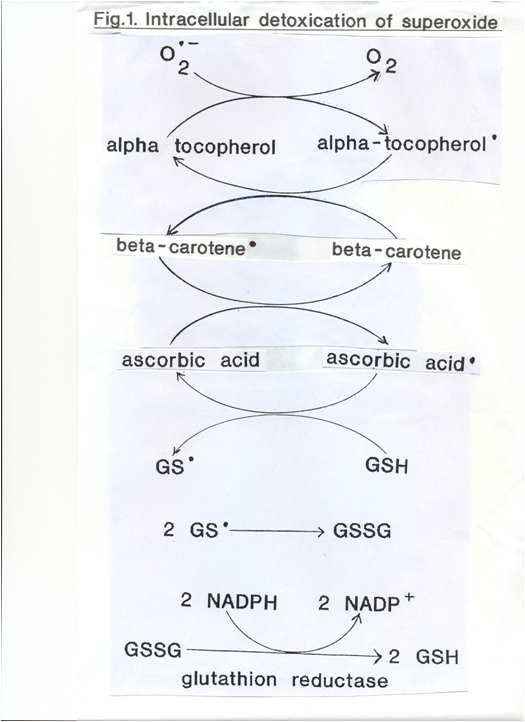 Fig.1. Intracellular detoxication of superoxide
O2•− O2
alpha tocopherol alpha-tocopherol•
beta-carotene• beta-carotene
ascorbic acid ascorbic acid•
GS• GSH
2 GS• GSSG
2 NADPH 2 NADP+
GSSG 2 GSH
glutathion reductase